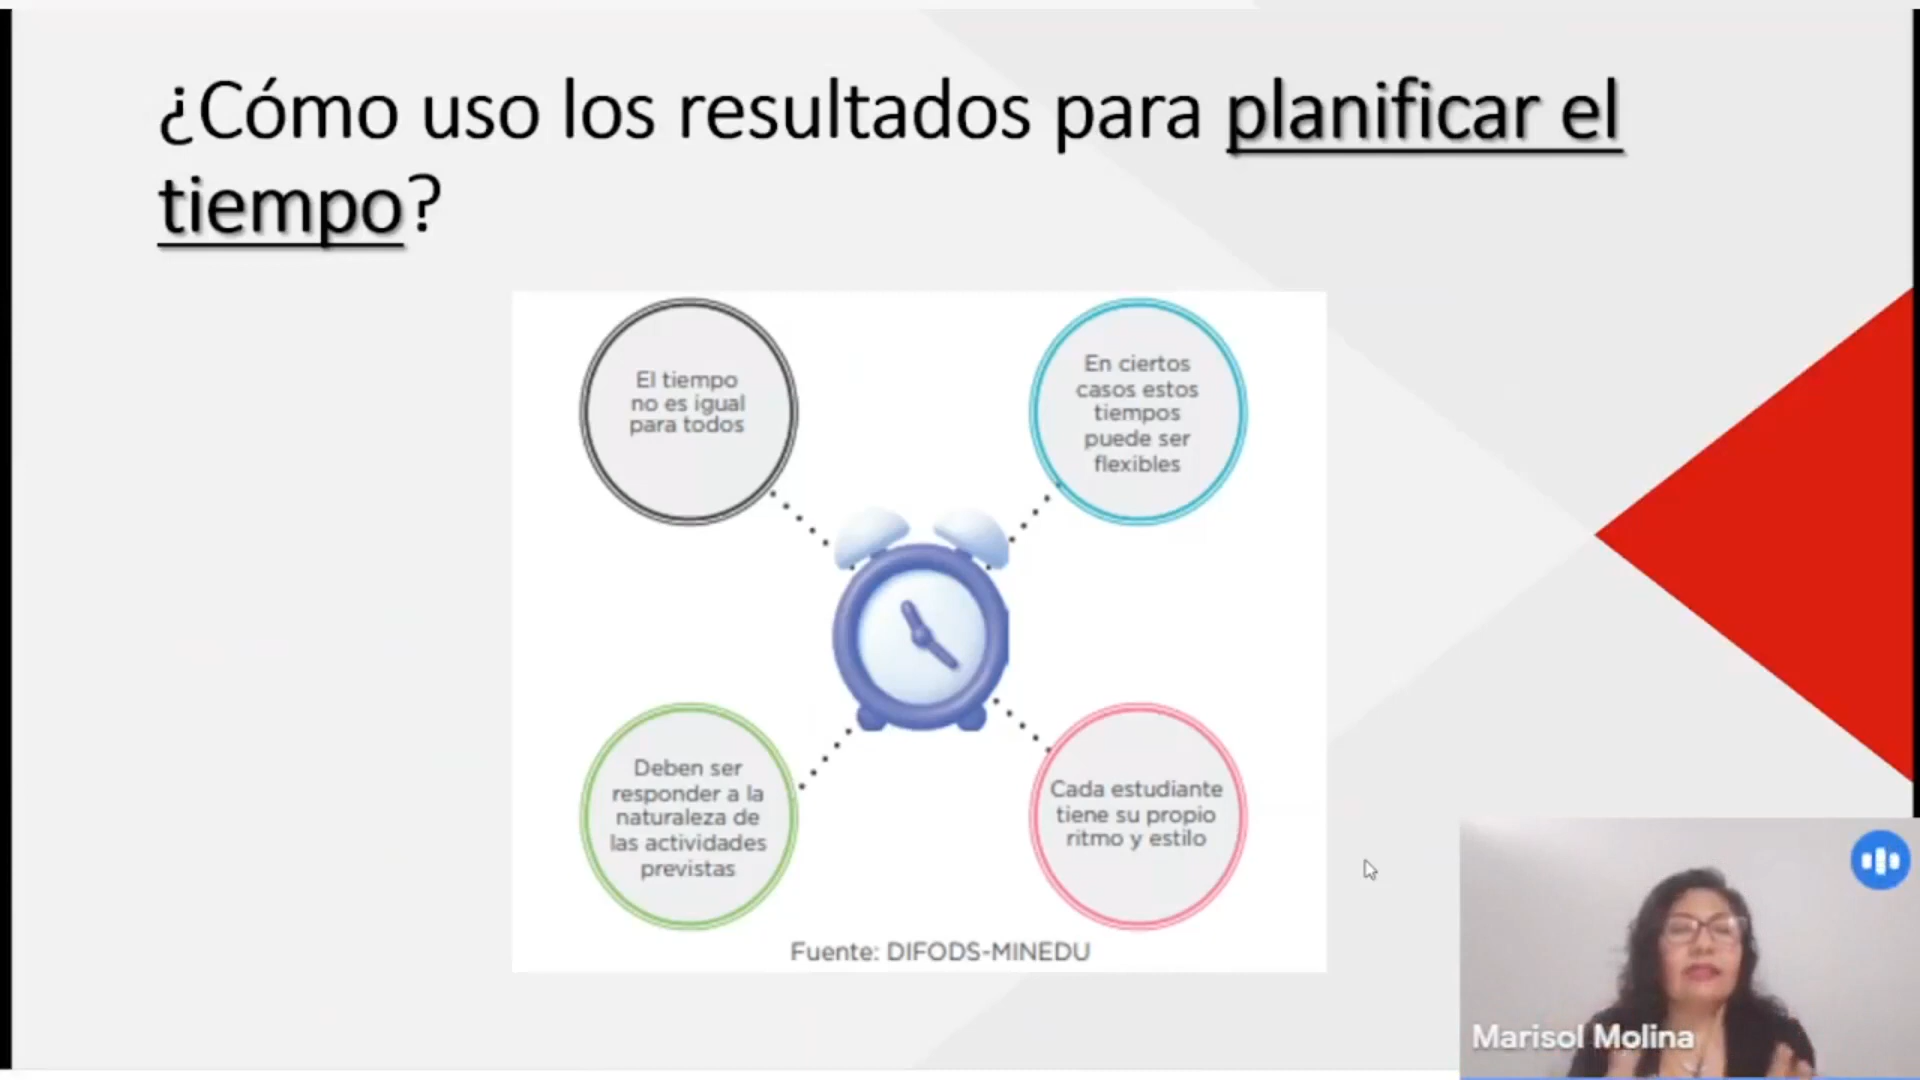 ¿Cómo uso los resultados para planificar el
tiempo?
El tiempo
no es igual
para todos
En ciertos
casos estos
tiempos
puede ser
flexibles
Deben ser
responder a la
naturaleza de
las actividades
previstas
Cada estudiante
tiene su propio
ritmo y estilo
Fuente: DIFODS-MINEDU
Marisol Molina